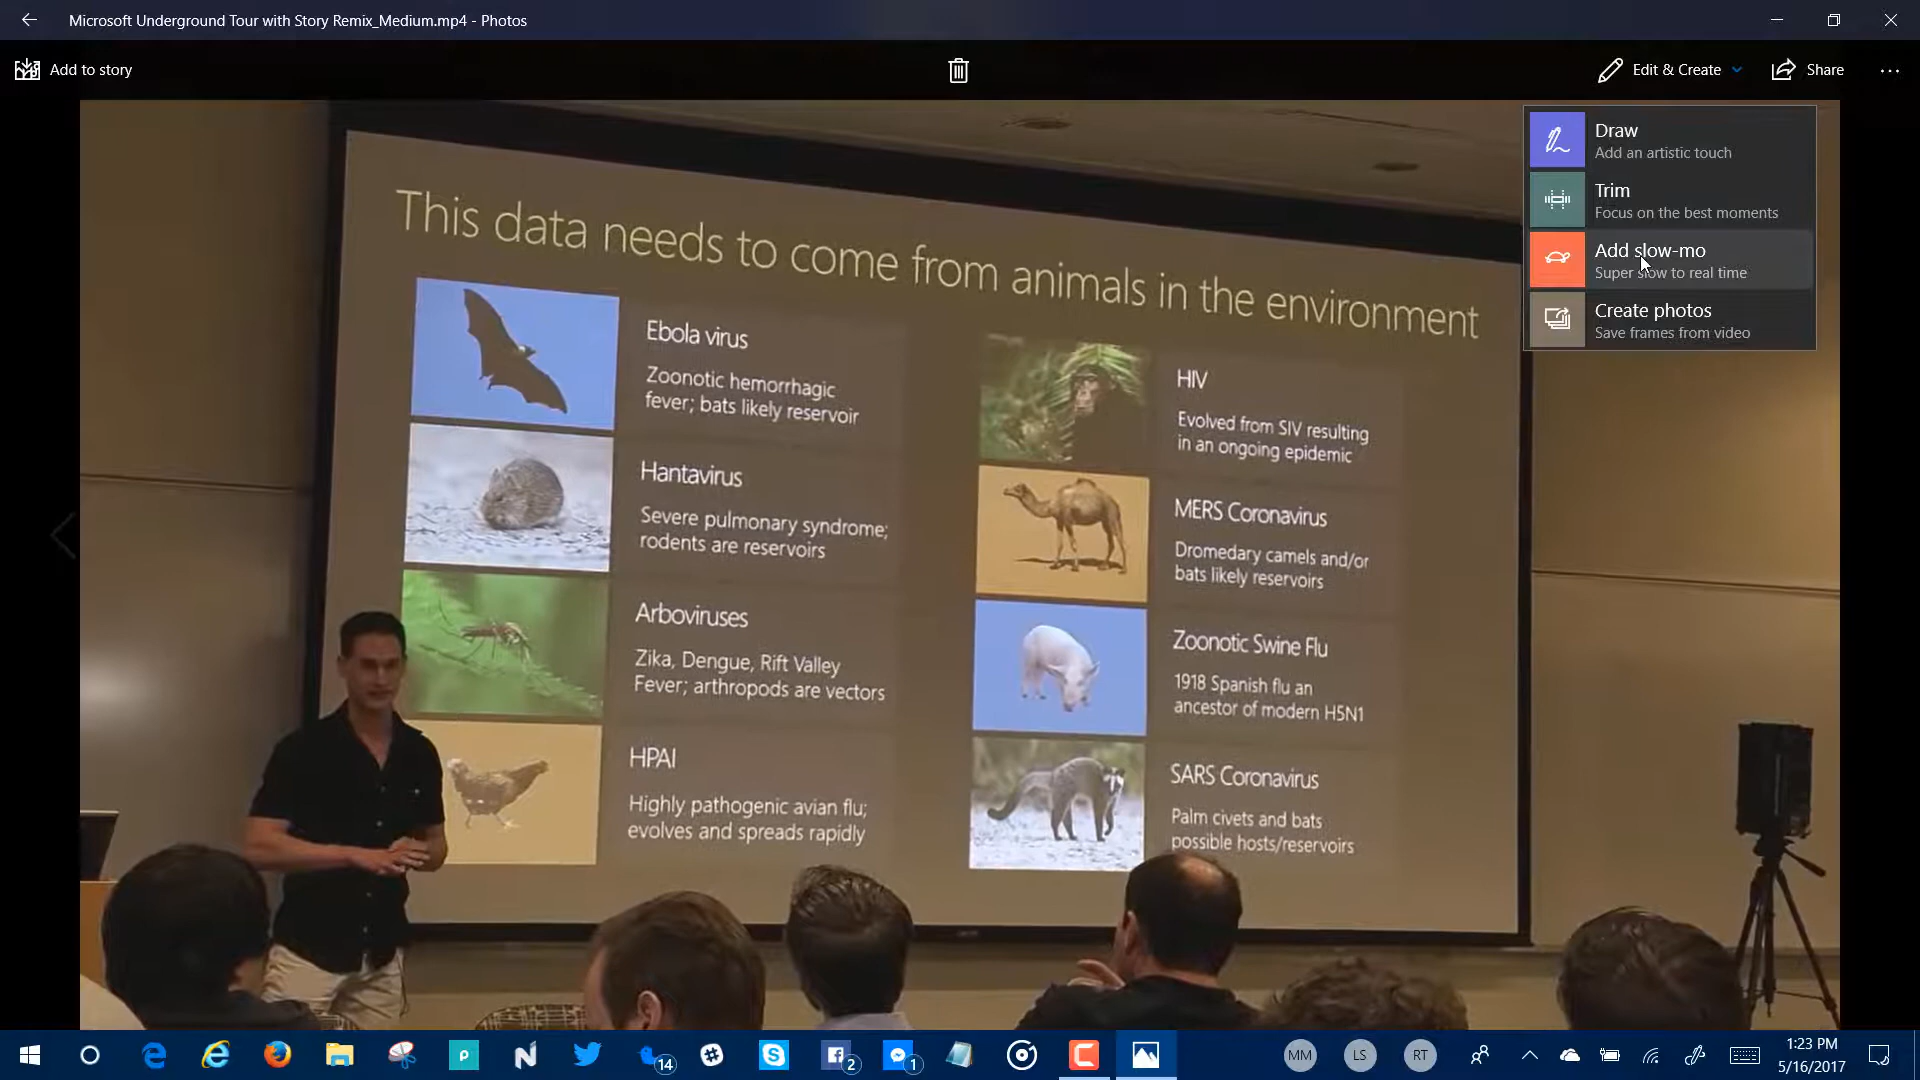 Microsoft Underground Tour with Story Remix_Medium.mp4 - Photos
Add to story
Edit & Create
Share
Draw
Add an artistic touch
Trim
Focus on the best moments
Add slow-mo
Super slow to real time
Create photos
Save frames from video
This data needs to come from animals in the environment
Ebola virus
Zoonotic hemorrhagic
fever; bats likely reservoir
Hantavirus
Severe pulmonary syndrome;
rodents are reservoirs
Arboviruses
Zika, Dengue, Rift Valley
Fever; arthropods are vectors
HPAI
Highly pathogenic avian flu;
evolves and spreads rapidly
HIV
Evolved from SIV resulting
in an ongoing epidemic
MERS Coronavirus
Dromedary camels and/or
bats likely reservoirs
Zoonotic Swine Flu
1918 Spanish flu an
ancestor of modern H5N1
SARS Coronavirus
Palm civets and bats
possible hosts/reservoirs
14
2
1
MM
LS
RT
1:23 PM
5/16/2017